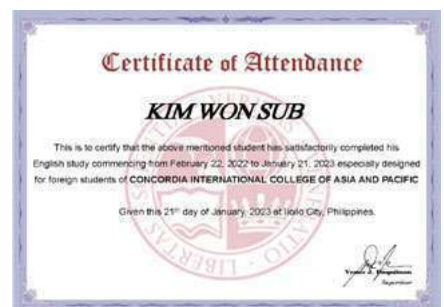 Certificate of Attendance
KIM WON SUB
This is to certify that the above mentioned student has satisfactorily completed his
English study commencing from February 22, 2022 to January 21, 2023 especially designed
for foreign students of CONCORDIA INTERNATIONAL COLLEGE OF ASIA AND PACIFIC
Given this 21st day of January, 2023 at Iloilo City, Philippines.
Supervisor